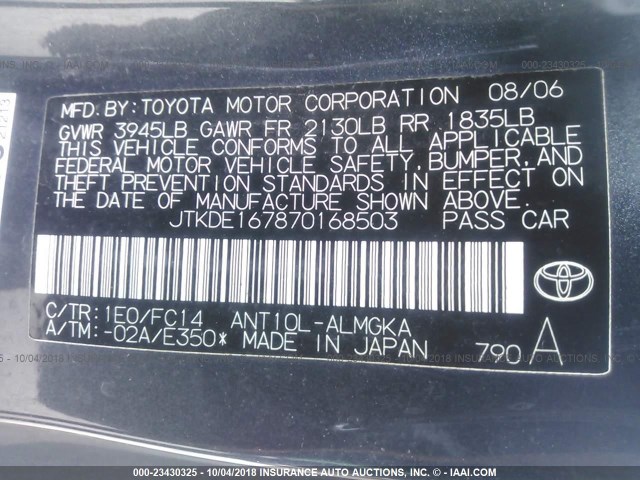 MFD. BY: TOYOTA MOTOR CORPORATION 08/06
GVWR 3945LB GAWR FR 2130LB RR 1835LB
THIS VEHICLE CONFORMS TO ALL APPLICABLE
FEDERAL MOTOR VEHICLE SAFETY, BUMPER, AND
THEFT PREVENTION STANDARDS IN EFFECT ON
THE DATE OF MANUFACTURE SHOWN ABOVE.
JTKDE167870168503 PASS CAR
C/TR: 1E0/FC14 ANT10L-ALMGKA
A/TM: -02A/E350* MADE IN JAPAN 790 A
000-23430325 - 10/04/2018 INSURANCE AUTO AUCTIONS © - IAAI.COM